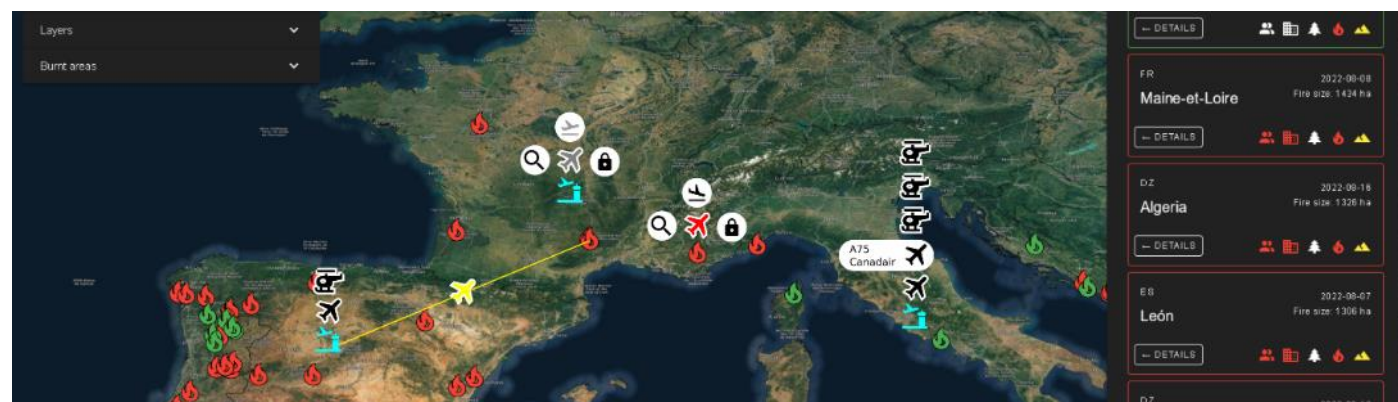 Layers
Burnt areas
A75
Canadair
← DETAILS
FR
2022-08-08
Maine-et-Loire
Fire size: 1424 ha
← DETAILS
DZ
2022-08-16
Algeria
Fire size: 1326 ha
← DETAILS
ES
2022-08-07
León
Fire size: 1306 ha
← DETAILS
DZ